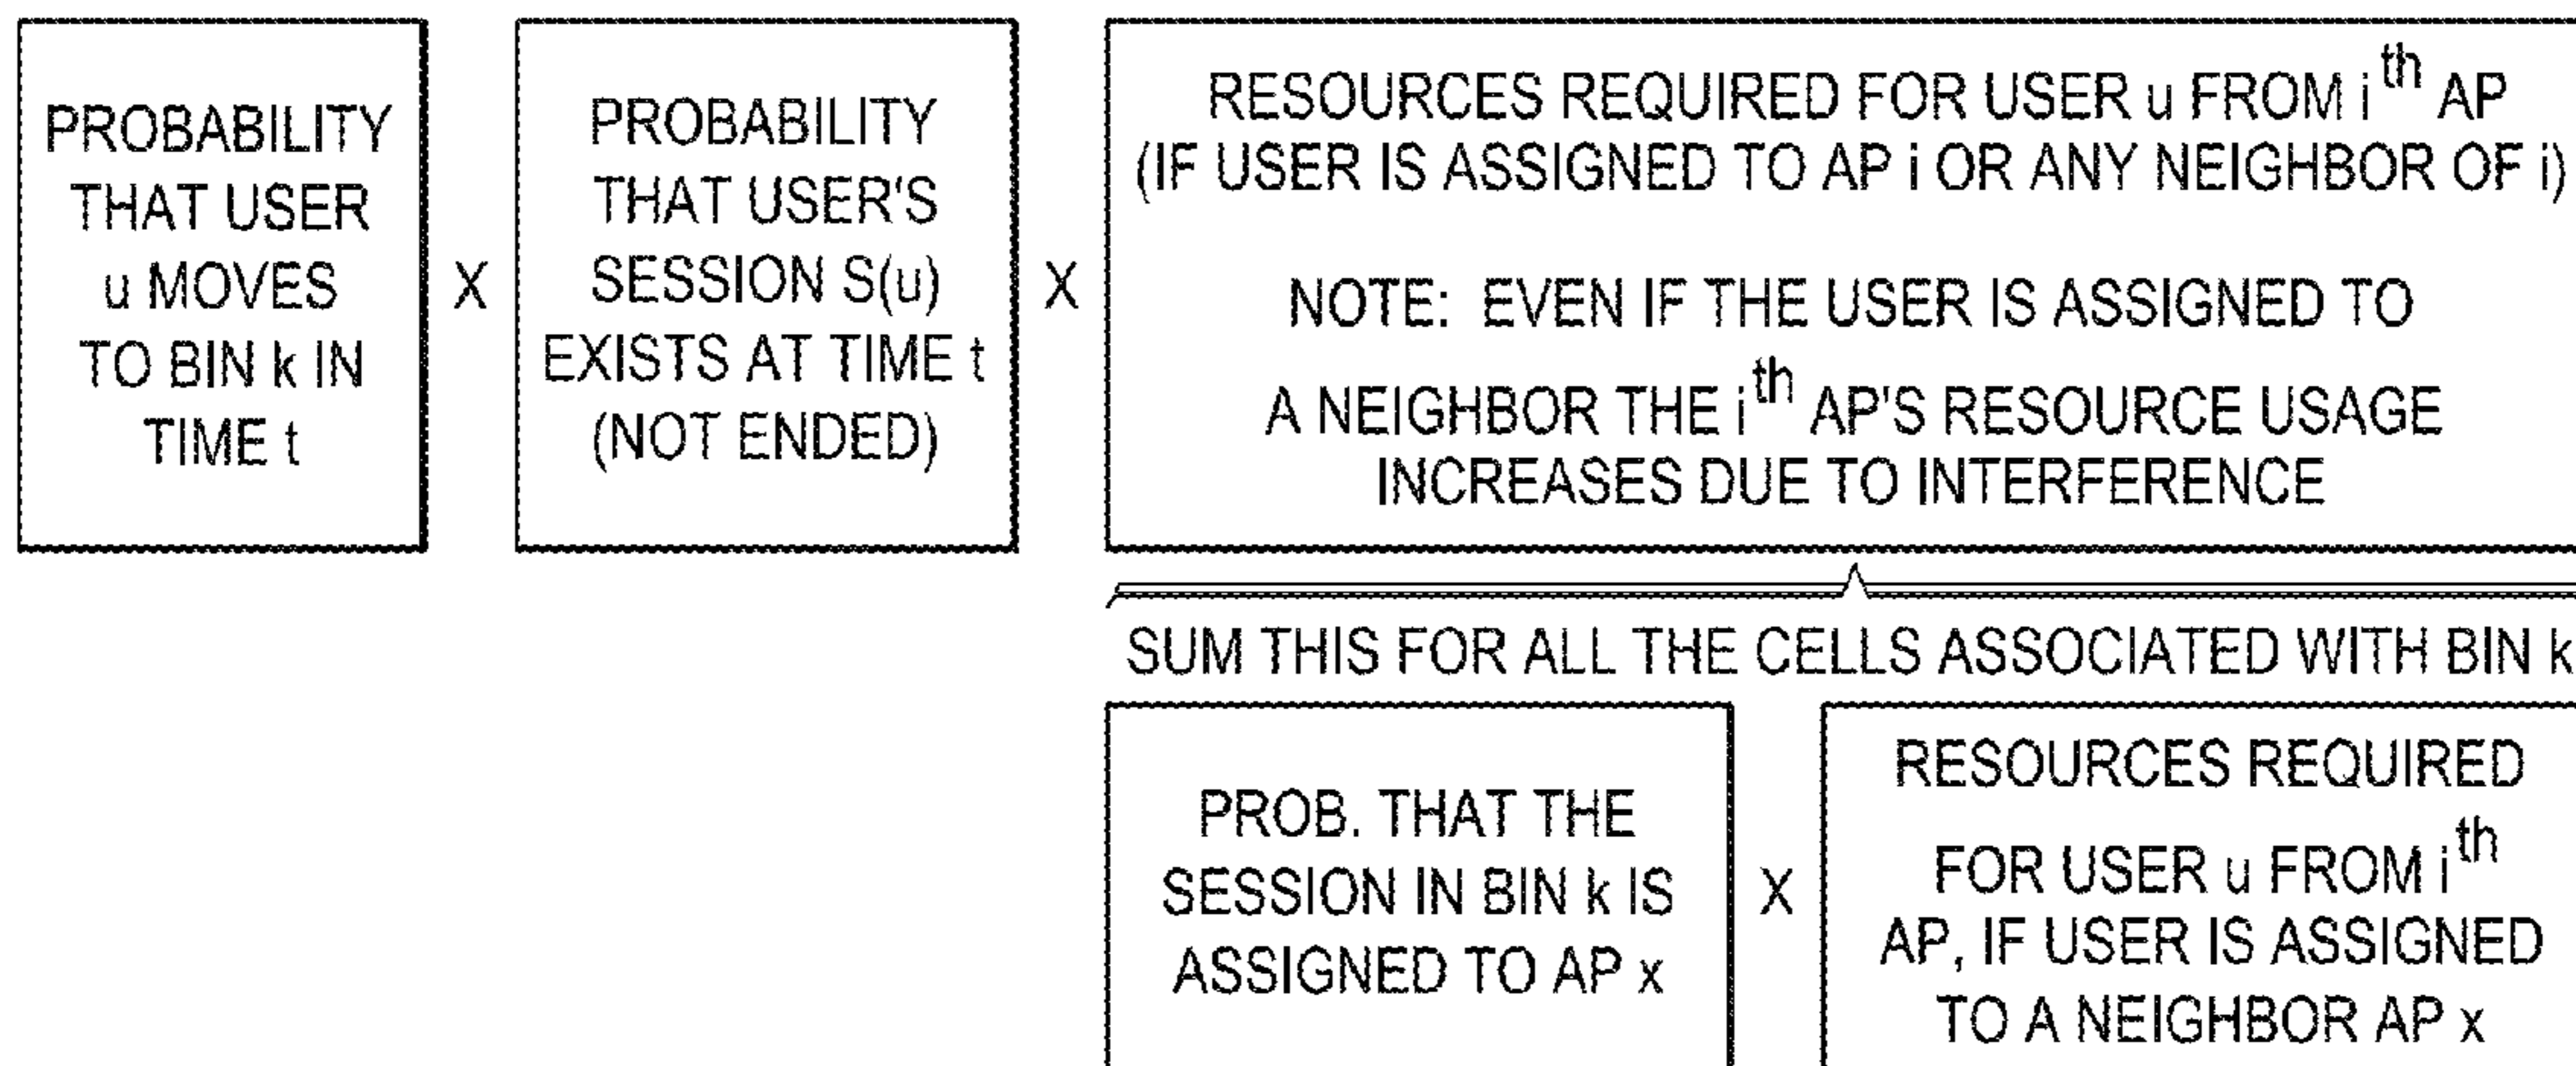 PROBABILITY
THAT USER
u MOVES
TO BIN k IN
TIME t
X
PROBABILITY
THAT USER'S
SESSION S(u)
EXISTS AT TIME t
(NOT ENDED)
X
RESOURCES REQUIRED FOR USER u FROM i th AP
(IF USER IS ASSIGNED TO AP i OR ANY NEIGHBOR OF i)
NOTE: EVEN IF THE USER IS ASSIGNED TO
A NEIGHBOR THE i th AP'S RESOURCE USAGE
INCREASES DUE TO INTERFERENCE
SUM THIS FOR ALL THE CELLS ASSOCIATED WITH BIN k
PROB. THAT THE
SESSION IN BIN k IS
ASSIGNED TO AP x
X
RESOURCES REQUIRED
FOR USER u FROM i th
AP, IF USER IS ASSIGNED
TO A NEIGHBOR AP x